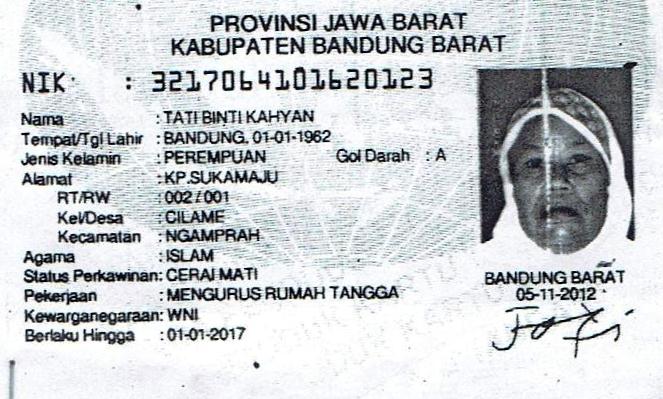 PROVINSI JAWA BARAT
KABUPATEN BANDUNG BARAT
NIK : 3217064101620123
Nama : TATI BINTI KAHYAN
Tempat/Tgl Lahir : BANDUNG, 01-01-1962
Jenis Kelamin : PEREMPUAN Gol Darah : A
Alamat : KP.SUKAMAJU
RT/RW : 002 / 001
Kel/Desa : CILAME
Kecamatan : NGAMPRAH
Agama : ISLAM
Status Perkawinan: CERAI MATI
Pekerjaan : MENGURUS RUMAH TANGGA
Kewarganegaraan: WNI
Berlaku Hingga : 01-01-2017
BANDUNG BARAT
05-11-2012